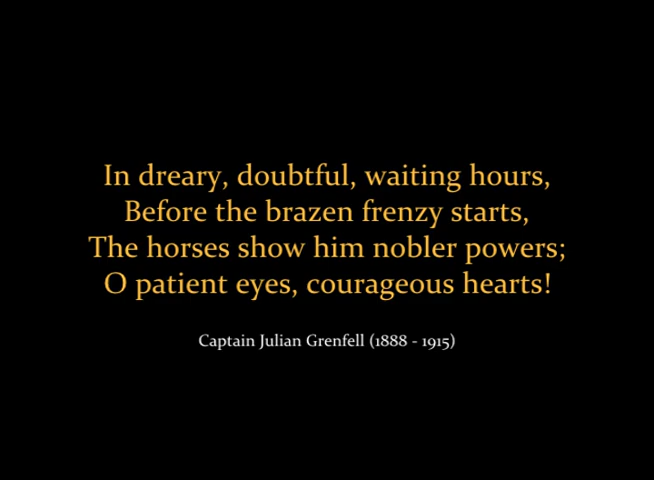 In dreary, doubtful, waiting hours,
Before the brazen frenzy starts,
The horses show him nobler powers;
O patient eyes, courageous hearts!
Captain Julian Grenfell (1888 - 1915)